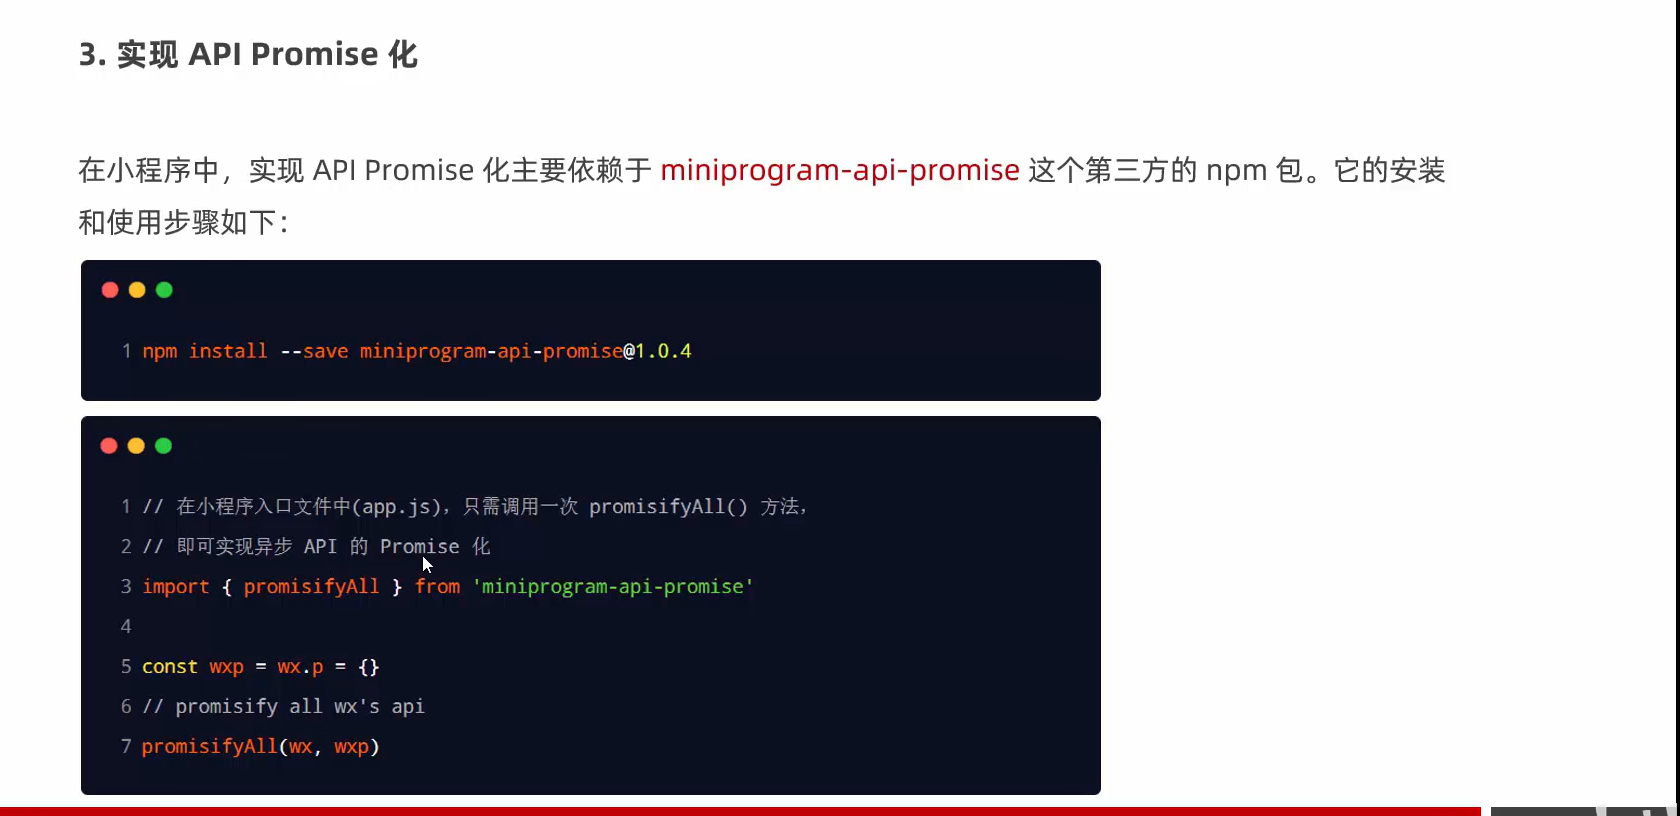 3. 实现 API Promise 化
在小程序中，实现 API Promise 化主要依赖于 miniprogram-api-promise 这个第三方的 npm 包。它的安装
和使用步骤如下：
1 npm install --save miniprogram-api-promise@1.0.4
1 // 在小程序入口文件中(app.js)，只需调用一次 promisifyAll() 方法，
2 // 即可实现异步 API 的 Promise 化
3 import { promisifyAll } from 'miniprogram-api-promise'
4
5 const wxp = wx.p = {}
6 // promisify all wx's api
7 promisifyAll(wx, wxp)